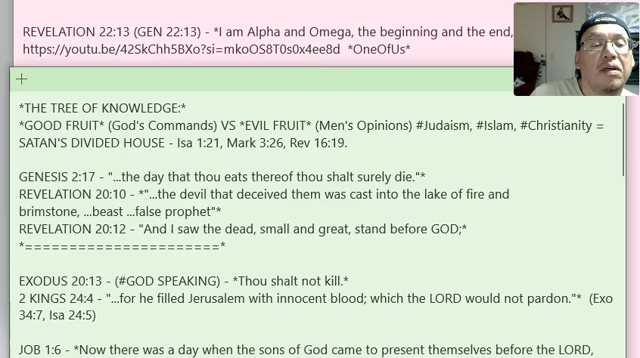 REVELATION 22:13 (GEN 22:13) - *I am Alpha and Omega, the beginning and the end,
https://youtu.be/42SkChh5BXo?si=mkoOS8T0s0x4ee8d *OneOfUs*
*THE TREE OF KNOWLEDGE:*
*GOOD FRUIT* (God's Commands) VS *EVIL FRUIT* (Men's Opinions) #Judaism, #Islam, #Christianity =
SATAN'S DIVIDED HOUSE - Isa 1:21, Mark 3:26, Rev 16:19.
GENESIS 2:17 - "...the day that thou eats thereof thou shalt surely die."*
REVELATION 20:10 - *"...the devil that deceived them was cast into the lake of fire and
brimstone, ...beast ...false prophet"*
REVELATION 20:12 - "And I saw the dead, small and great, stand before GOD;*
*=======================*
EXODUS 20:13 - (#GOD SPEAKING) - *Thou shalt not kill.*
2 KINGS 24:4 - "...for he filled Jerusalem with innocent blood; which the LORD would not pardon."* (Exo
34:7, Isa 24:5)
JOB 1:6 - *Now there was a day when the sons of God came to present themselves before the LORD,